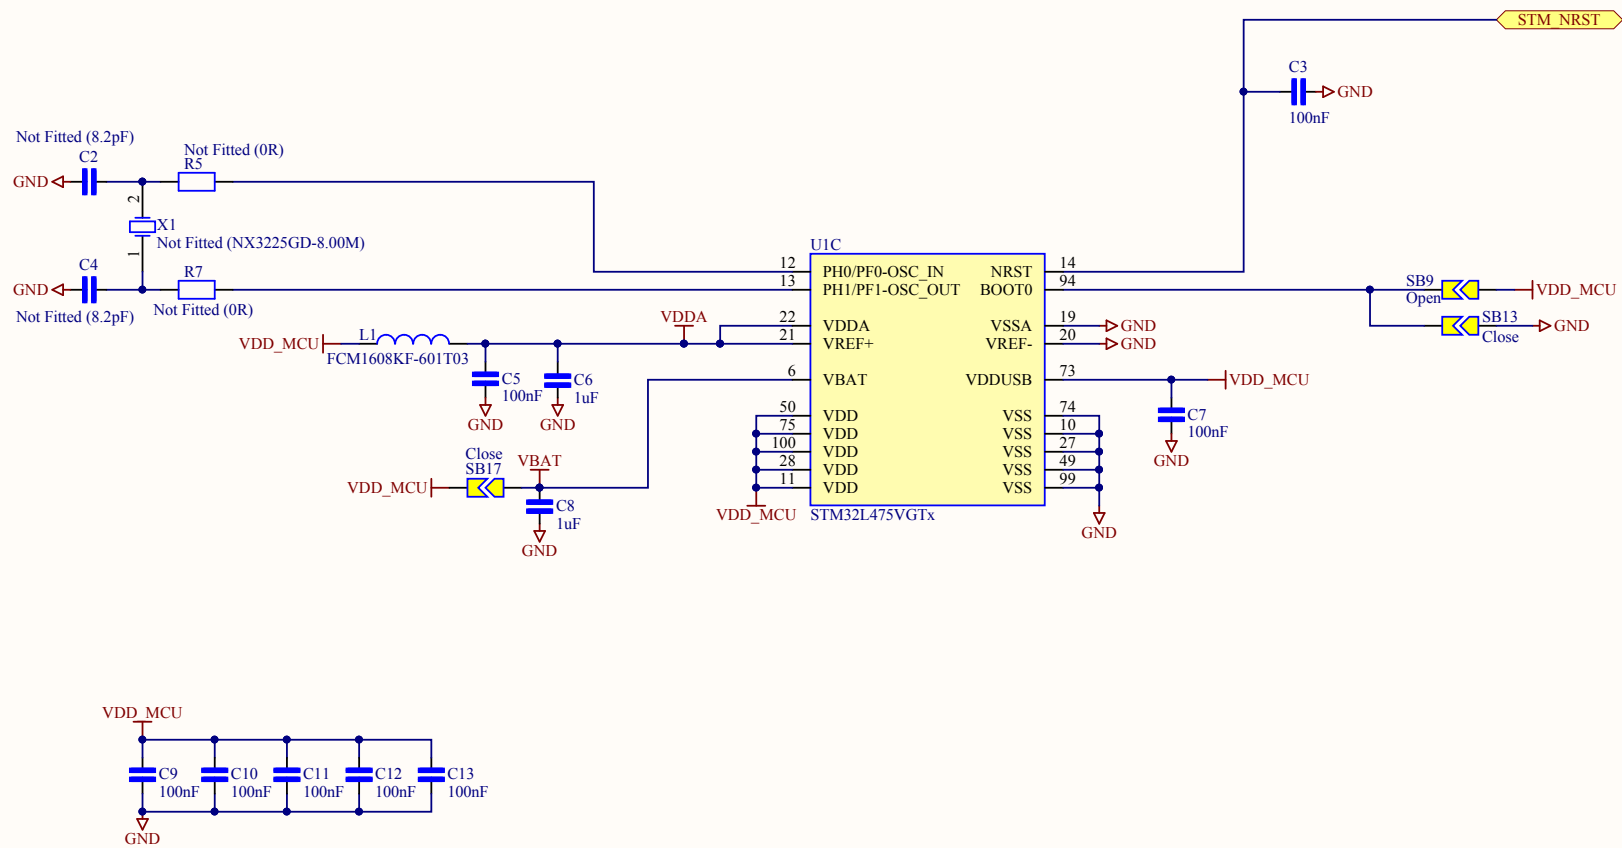 STM_NRST
C3
GND
100nF
Not Fitted (8.2pF)
C2
GND
Not Fitted (0R)
R5
2
X1
Not Fitted (NX3225GD-8.00M)
1
C4
GND
Not Fitted (8.2pF)
R7
Not Fitted (0R)
U1C
12 PH0/PF0-OSC_IN NRST 14
13 PH1/PF1-OSC_OUT BOOT0 94
22 VDDA VSSA 19 GND
21 VREF+ VREF- 20 GND
6 VBAT VDDUSB 73 VDD_MCU
50 VDD VSS 74
75 VDD VSS 10
100 VDD VSS 27
28 VDD VSS 49
11 VDD VSS 99
VDD_MCU
STM32L475VGTx
GND
SB9
Open
VDD_MCU
SB13
Close
GND
C7
100nF
GND
VDDA
VDD_MCU
L1
FCM1608KF-601T03
C5
100nF
GND
C6
1uF
GND
Close
SB17
VDD_MCU
VBAT
C8
1uF
GND
VDD_MCU
C9
100nF
C10
100nF
C11
100nF
C12
100nF
C13
100nF
GND